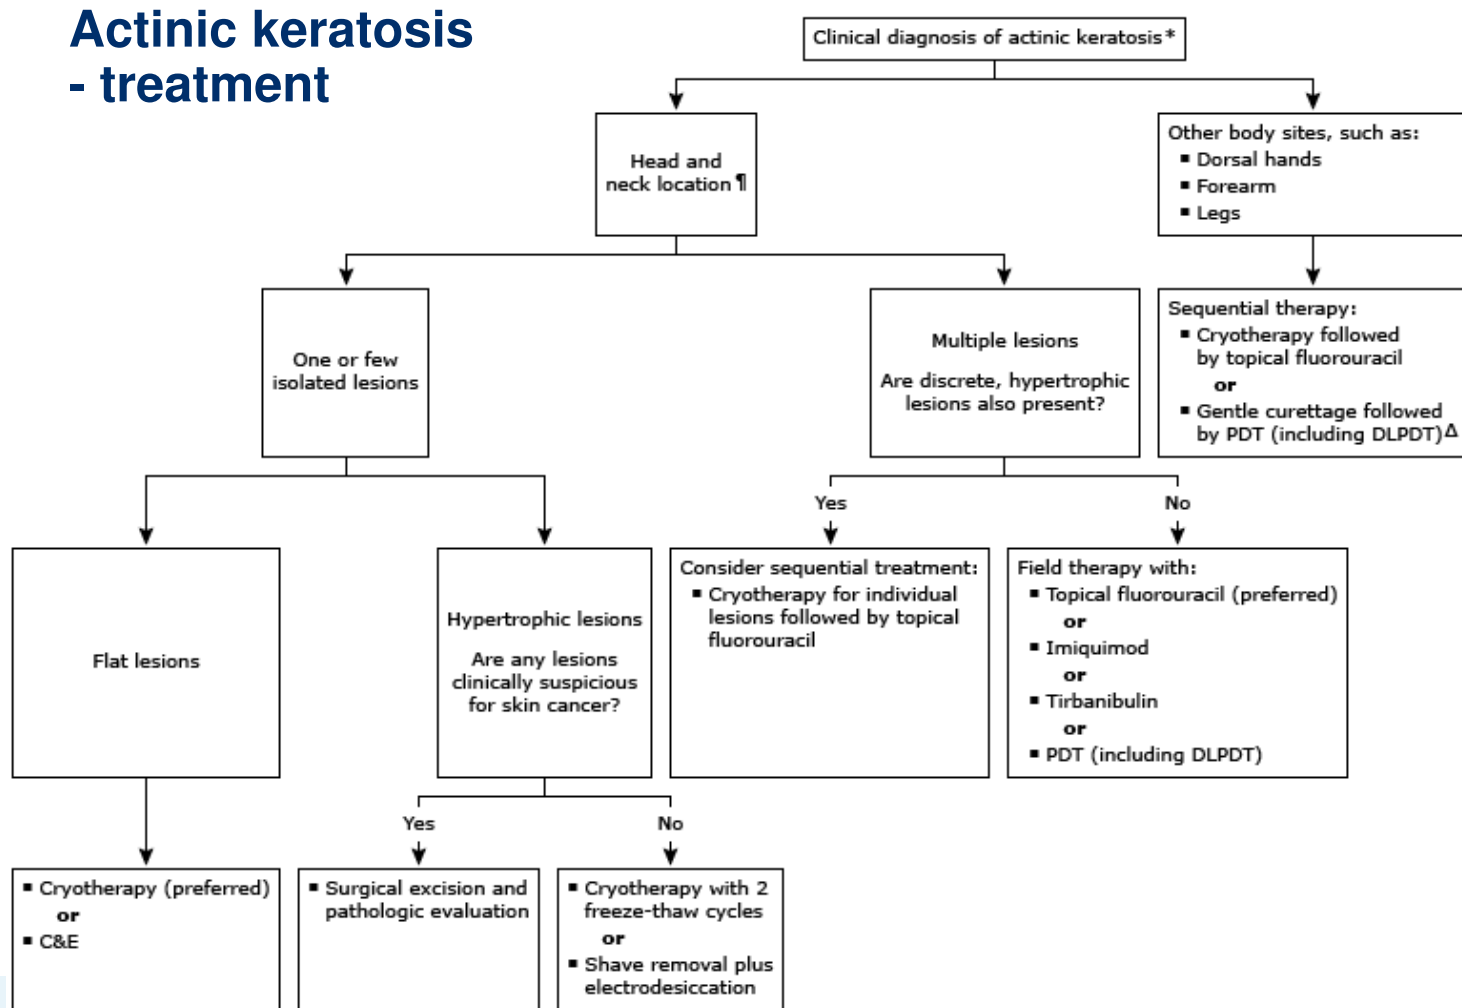 Actinic keratosis
- treatment
Clinical diagnosis of actinic keratosis*
Head and
neck location¶
Other body sites, such as:
▪ Dorsal hands
▪ Forearm
▪ Legs
One or few
isolated lesions
Multiple lesions
Are discrete, hypertrophic
lesions also present?
Sequential therapy:
▪ Cryotherapy followed
by topical fluorouracil
or
▪ Gentle curettage followed
by PDT (including DLPDT)Δ
Yes
No
Flat lesions
Hypertrophic lesions
Are any lesions
clinically suspicious
for skin cancer?
Consider sequential treatment:
▪ Cryotherapy for individual
lesions followed by topical
fluorouracil
Field therapy with:
▪ Topical fluorouracil (preferred)
or
▪ Imiquimod
or
▪ Tirbanibulin
or
▪ PDT (including DLPDT)
Yes
No
▪ Cryotherapy (preferred)
or
▪ C&E
▪ Surgical excision and
pathologic evaluation
▪ Cryotherapy with 2
freeze-thaw cycles
or
▪ Shave removal plus
electrodesiccation